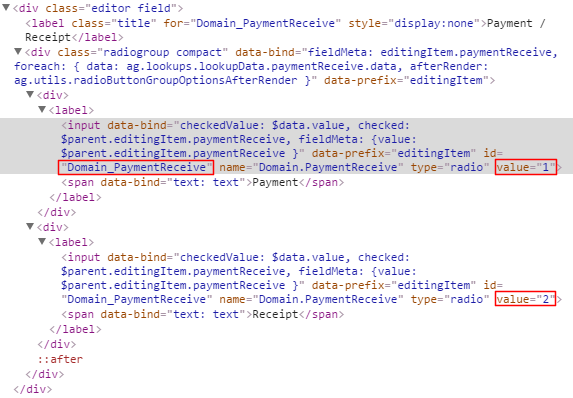 ▼<div class="editor field">
<label class="title" for="Domain_PaymentReceive" style="display:none">Payment /
Receipt</label>
▼<div class="radiogroup compact" data-bind="fieldMeta: editingItem.paymentReceive,
foreach: { data: ag.lookups.lookupData.paymentReceive.data, afterRender:
ag.utils.radioButtonGroupOptionsAfterRender }" data-prefix="editingItem">
▼<div>
▼<label>
<input data-bind="checkedValue: $data.value, checked:
$parent.editingItem.paymentReceive, fieldMeta: {value:
$parent.editingItem.paymentReceive }" data-prefix="editingItem" id=
"Domain_PaymentReceive" name="Domain.PaymentReceive" type="radio" value="1">
<span data-bind="text: text">Payment</span>
</label>
</div>
▼<div>
▼<label>
<input data-bind="checkedValue: $data.value, checked:
$parent.editingItem.paymentReceive, fieldMeta: {value:
$parent.editingItem.paymentReceive }" data-prefix="editingItem" id=
"Domain_PaymentReceive" name="Domain.PaymentReceive" type="radio" value="2">
<span data-bind="text: text">Receipt</span>
</label>
</div>
::after
</div>
</div>